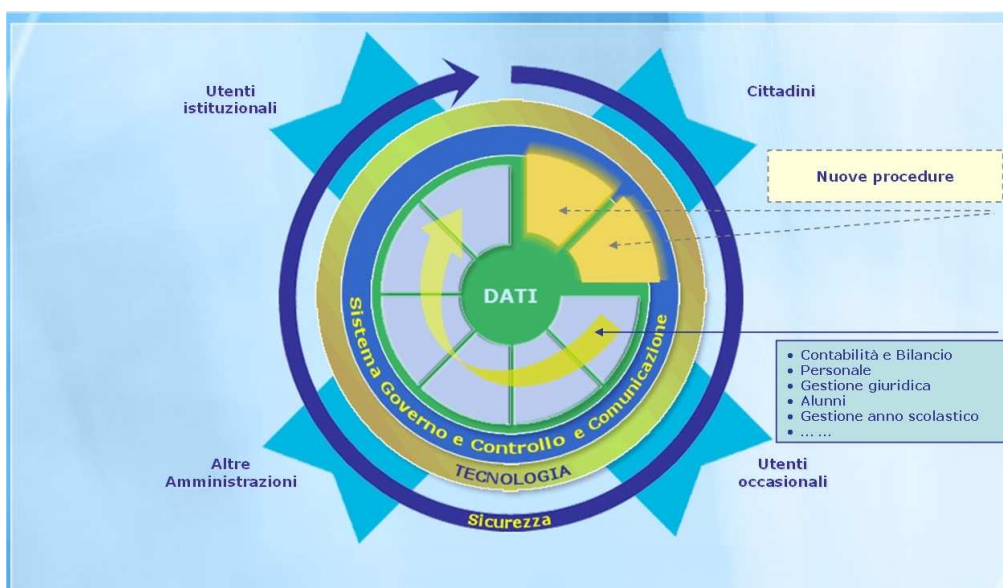 Utenti
istituzionali
Cittadini
Nuove procedure
DATI
Sistema Governo e Controllo e Comunicazione
• Contabilità e Bilancio
• Personale
• Gestione giuridica
• Alunni
• Gestione anno scolastico
• ... ...
Altre
Amministrazioni
TECNOLOGIA
Utenti
occasionali
Sicurezza